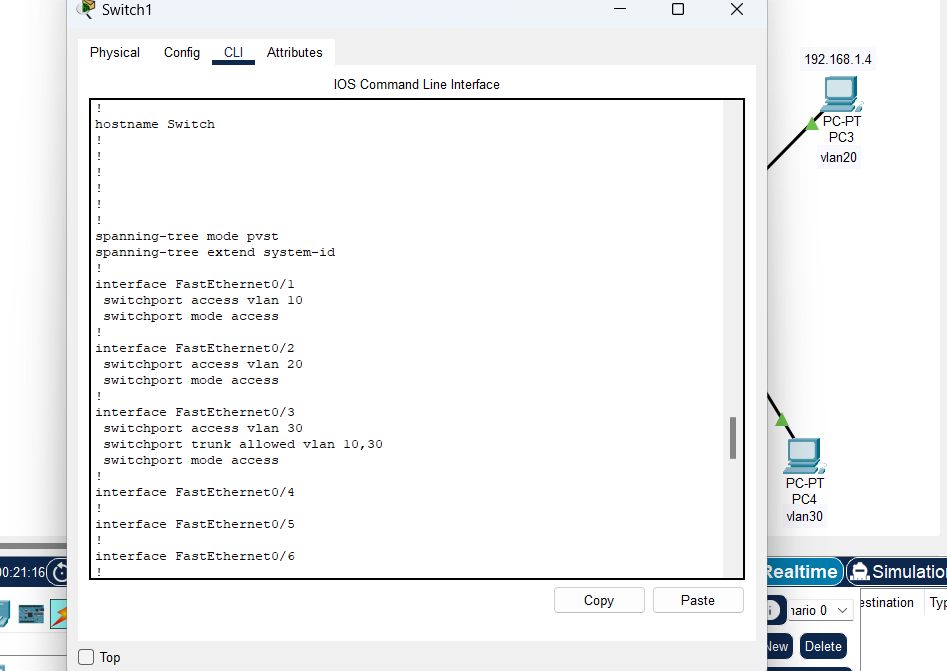 Switch1
Physical Config CLI Attributes
IOS Command Line Interface
!
hostname Switch
!
!
!
!
!
!
spanning-tree mode pvst
spanning-tree extend system-id
!
interface FastEthernet0/1
 switchport access vlan 10
 switchport mode access
!
interface FastEthernet0/2
 switchport access vlan 20
 switchport mode access
!
interface FastEthernet0/3
 switchport access vlan 30
 switchport trunk allowed vlan 10,30
 switchport mode access
!
interface FastEthernet0/4
!
interface FastEthernet0/5
!
interface FastEthernet0/6
!
Copy Paste
Top
192.168.1.4
PC-PT
PC3
vlan20
PC-PT
PC4
vlan30
00:21:16
Realtime Simulation
nario 0
New Delete
estination Typ